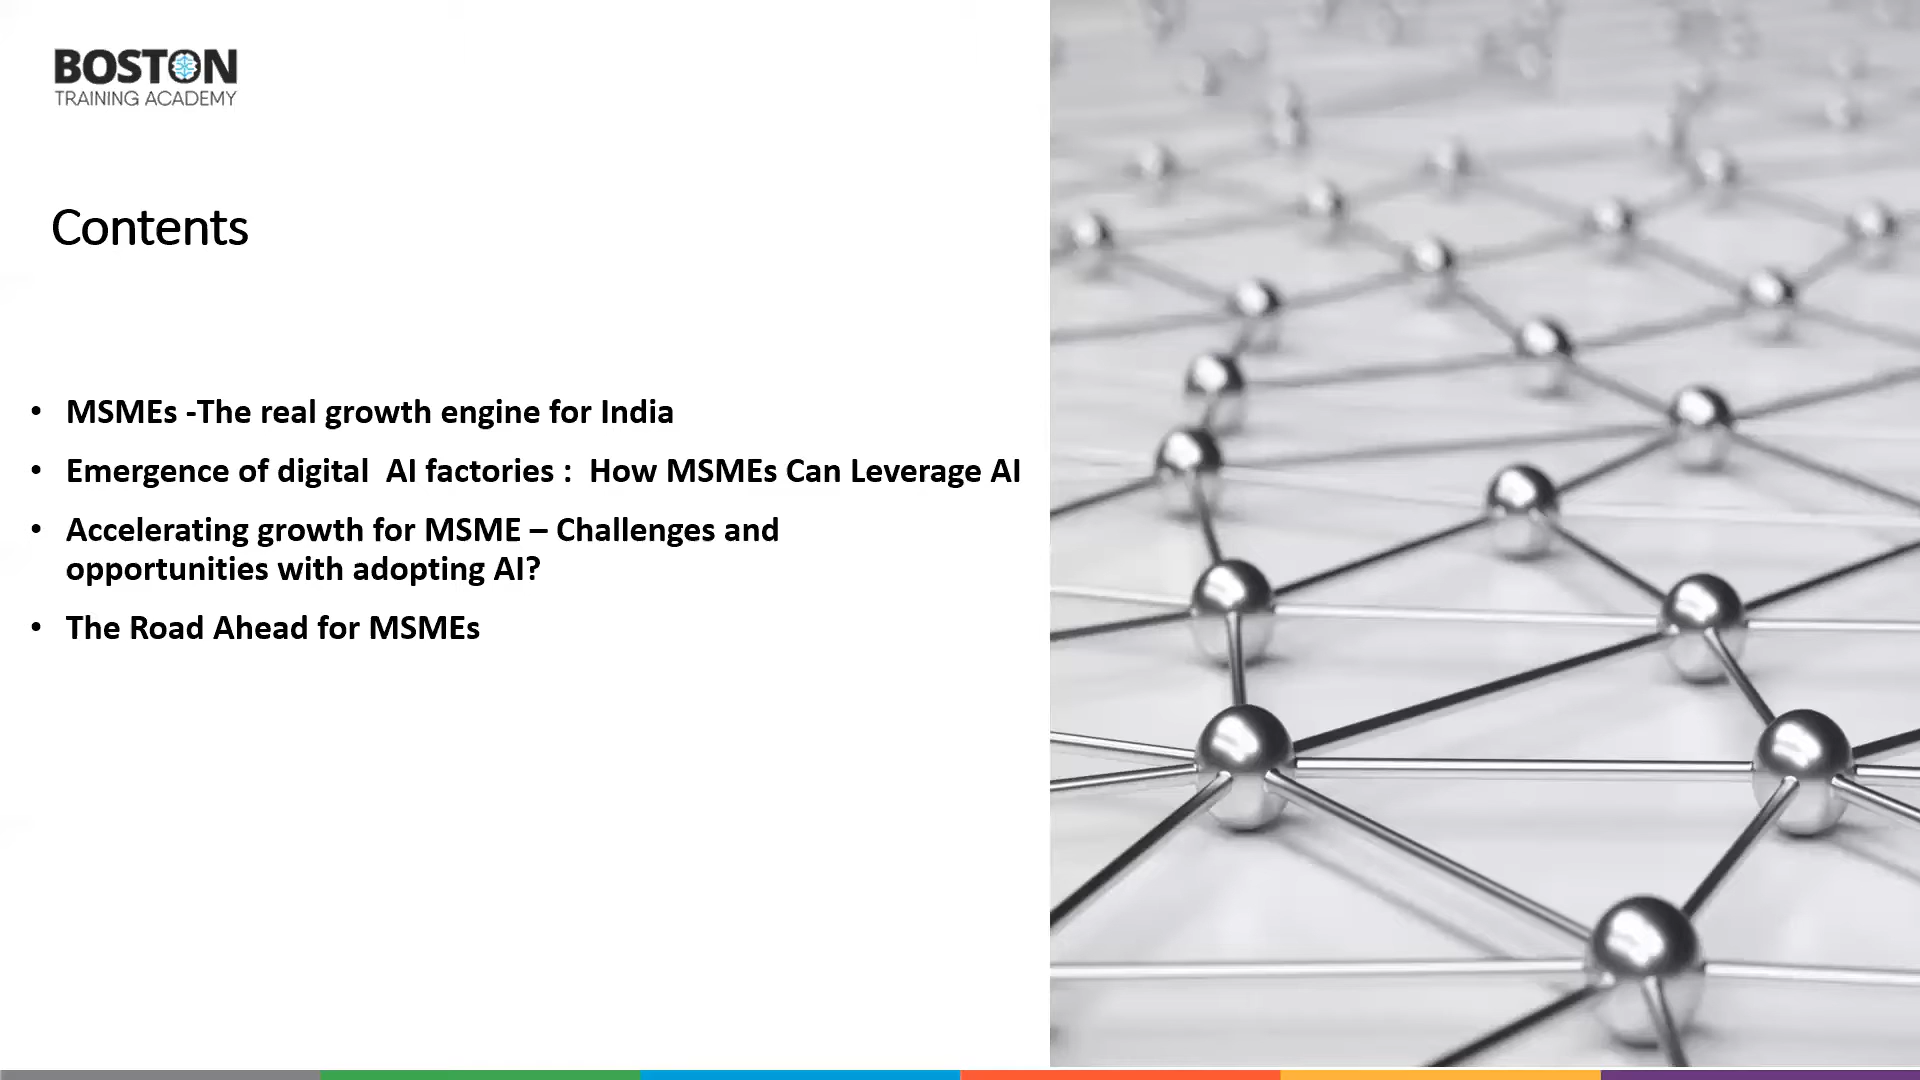 BOSTON
TRAINING ACADEMY
Contents
• MSMEs -The real growth engine for India
• Emergence of digital  AI factories :  How MSMEs Can Leverage AI
• Accelerating growth for MSME – Challenges and
opportunities with adopting AI?
• The Road Ahead for MSMEs